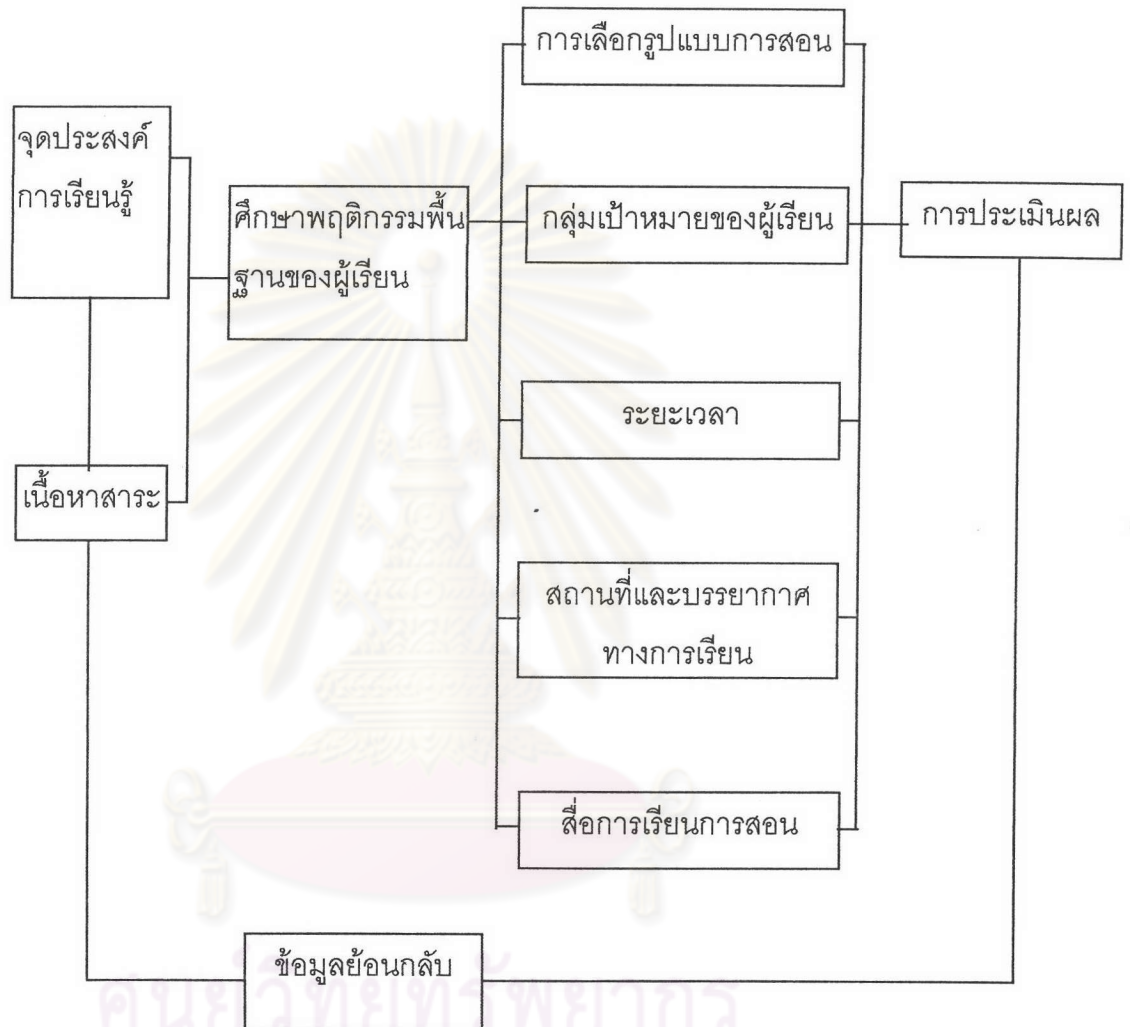 การเลือกรูปแบบการสอน
จุดประสงค์
การเรียนรู้
ศึกษาพฤติกรรมพื้น
ฐานของผู้เรียน
กลุ่มเป้าหมายของผู้เรียน
การประเมินผล
ระยะเวลา
เนื้อหาสาระ
สถานที่และบรรยากาศ
ทางการเรียน
สื่อการเรียนการสอน
ข้อมูลย้อนกลับ
ศูนย์วิทยทรัพยากร